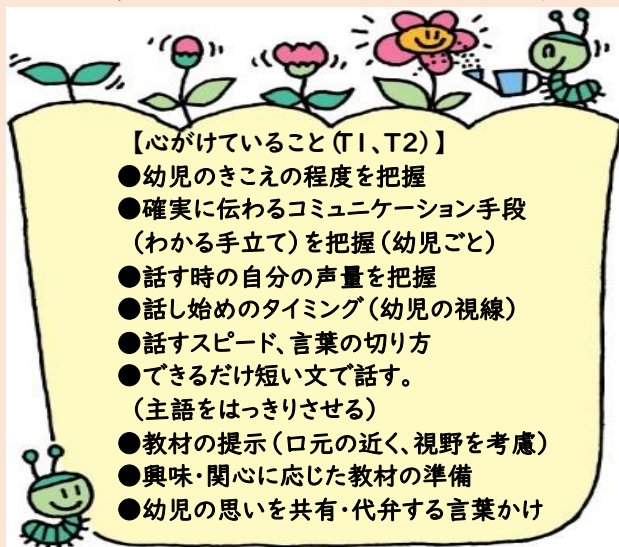 【心がけていること(T1、T2)】
●幼児のきこえの程度を把握
●確実に伝わるコミュニケーション手段
（わかる手立て）を把握（幼児ごと）
●話す時の自分の声量を把握
●話し始めのタイミング（幼児の視線）
●話すスピード、言葉の切り方
●できるだけ短い文で話す。
（主語をはっきりさせる）
●教材の提示（口元の近く、視野を考慮）
●興味・関心に応じた教材の準備
●幼児の思いを共有・代弁する言葉かけ